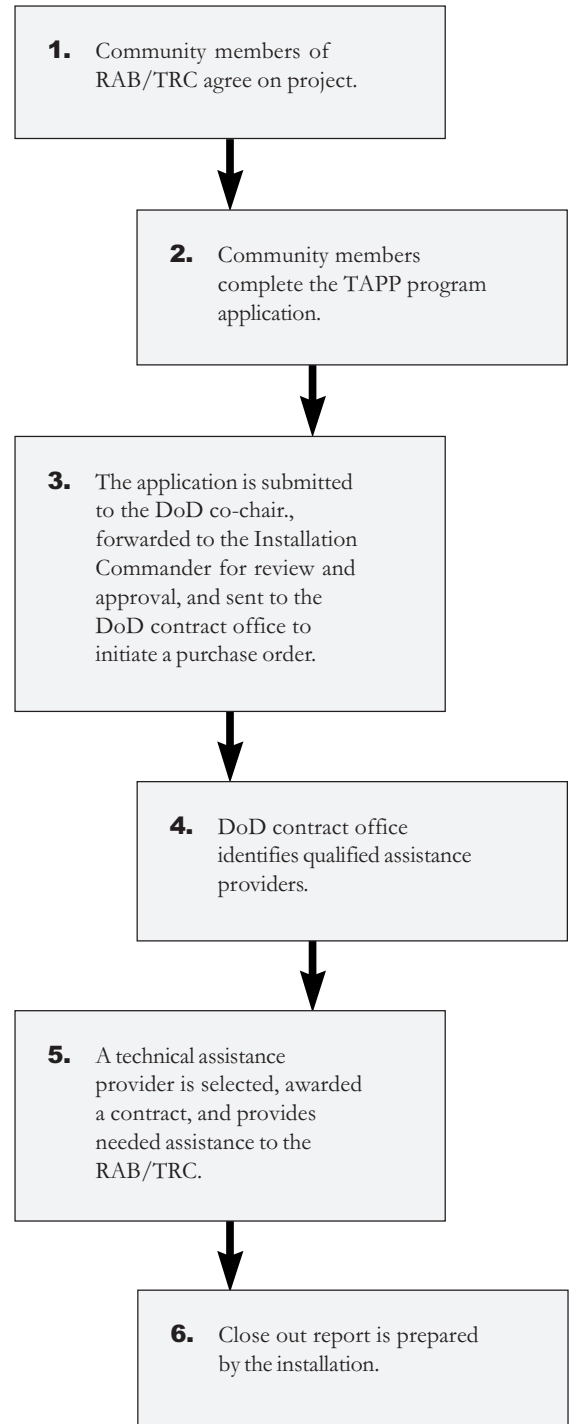 1. Community members of
RAB/TRC agree on project.
2. Community members
complete the TAPP program
application.
3. The application is submitted
to the DoD co-chair.,
forwarded to the Installation
Commander for review and
approval, and sent to the
DoD contract office to
initiate a purchase order.
4. DoD contract office
identifies qualified assistance
providers.
5. A technical assistance
provider is selected, awarded
a contract, and provides
needed assistance to the
RAB/TRC.
6. Close out report is prepared
by the installation.